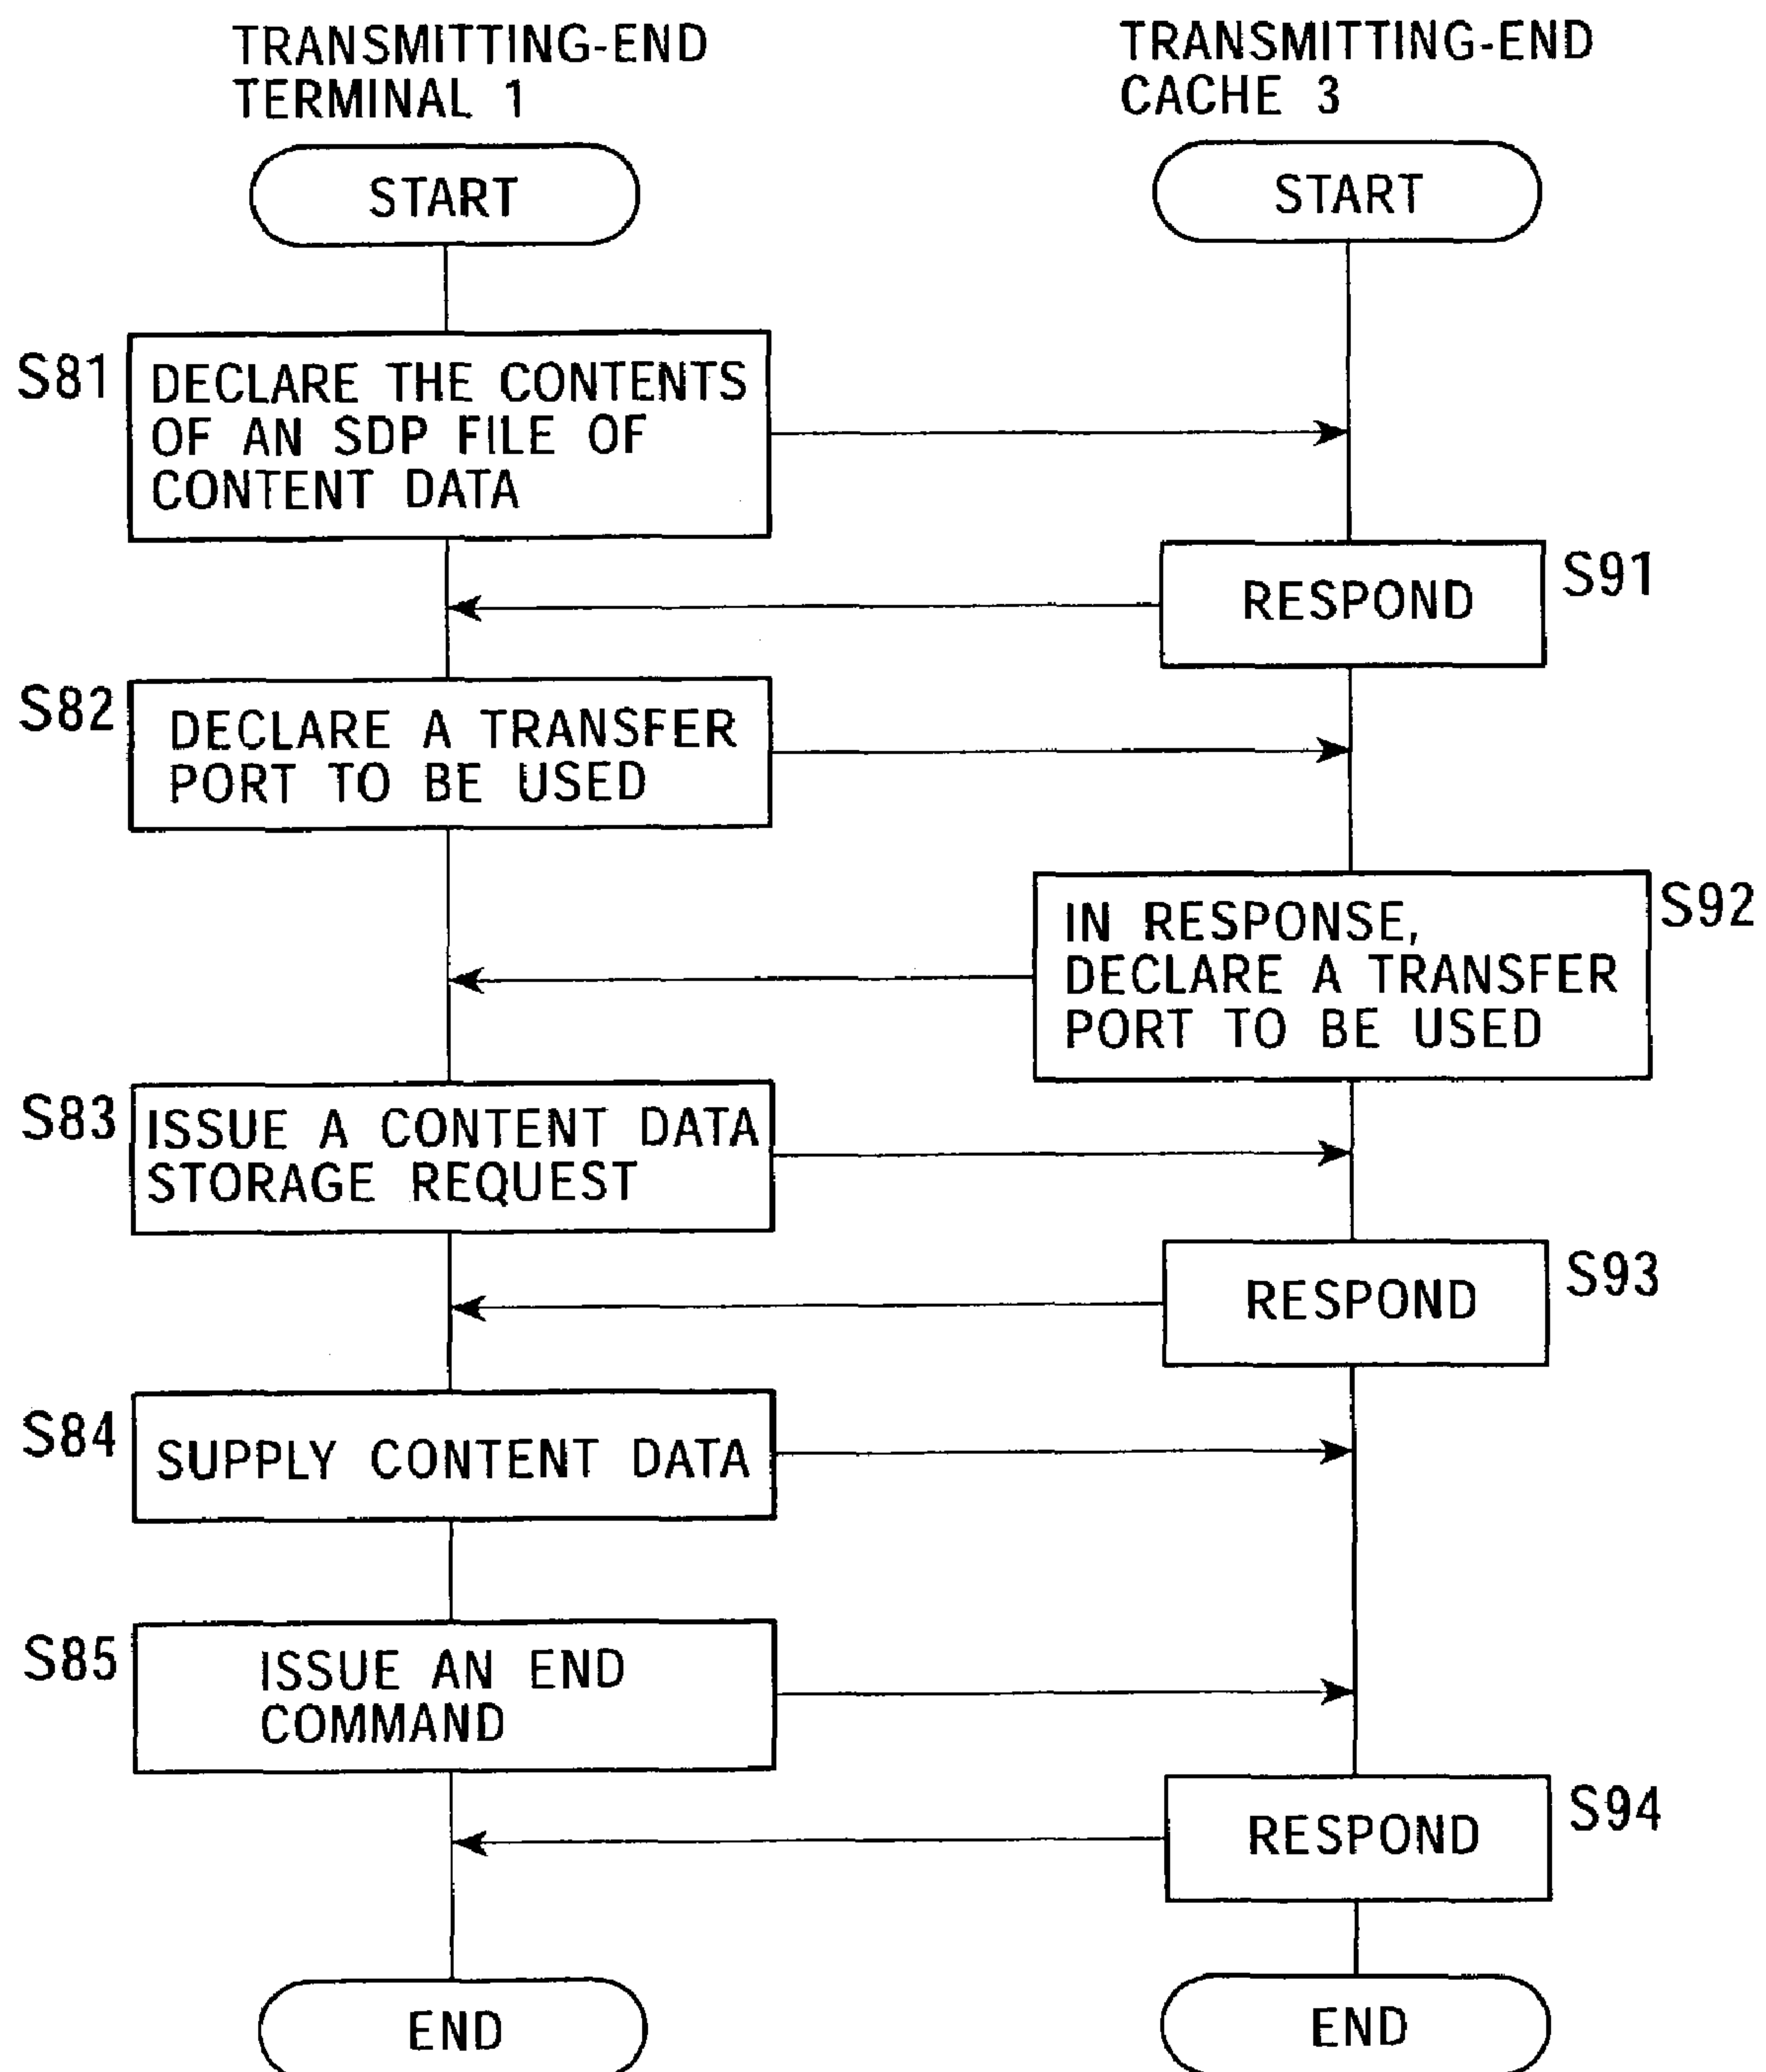 TRANSMITTING-END
TERMINAL 1
TRANSMITTING-END
CACHE 3
START
START
S81
DECLARE THE CONTENTS
OF AN SDP FILE OF
CONTENT DATA
RESPOND
S91
S82
DECLARE A TRANSFER
PORT TO BE USED
IN RESPONSE,
DECLARE A TRANSFER
PORT TO BE USED
S92
S83
ISSUE A CONTENT DATA
STORAGE REQUEST
RESPOND
S93
S84
SUPPLY CONTENT DATA
S85
ISSUE AN END
COMMAND
RESPOND
S94
END
END